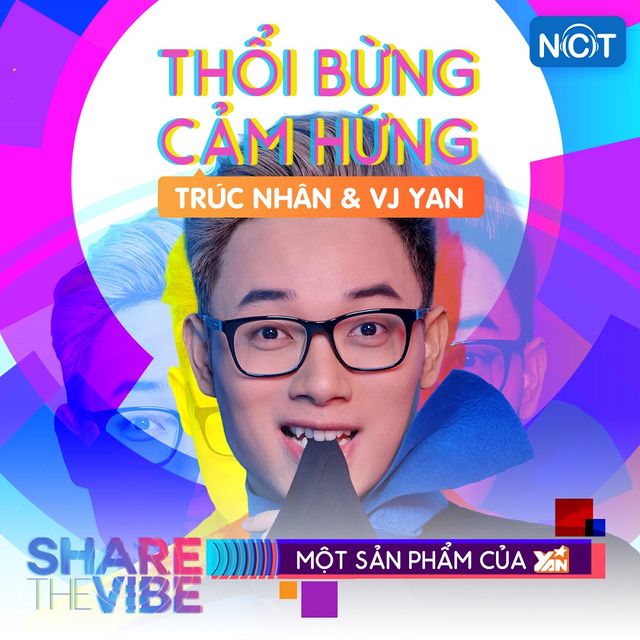 NCT
THỔI BỪNG
CẢM HỨNG
TRÚC NHÂN & VJ YAN
SHARE
THE VIBE
MỘT SẢN PHẨM CỦA YAN